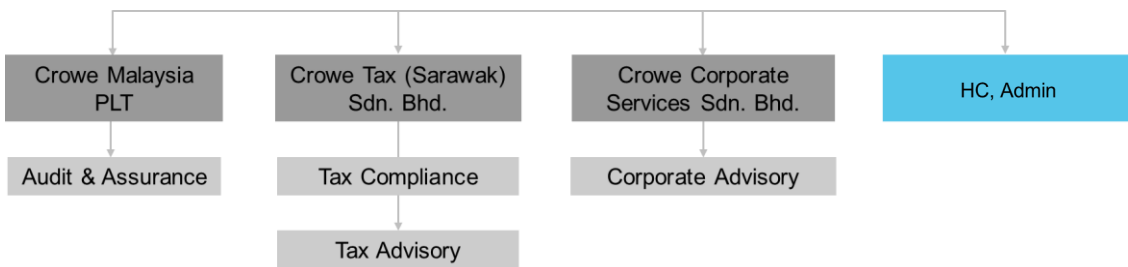 Crowe Malaysia
PLT
Crowe Tax (Sarawak)
Sdn. Bhd.
Crowe Corporate
Services Sdn. Bhd.
HC, Admin
Audit & Assurance
Tax Compliance
Corporate Advisory
Tax Advisory